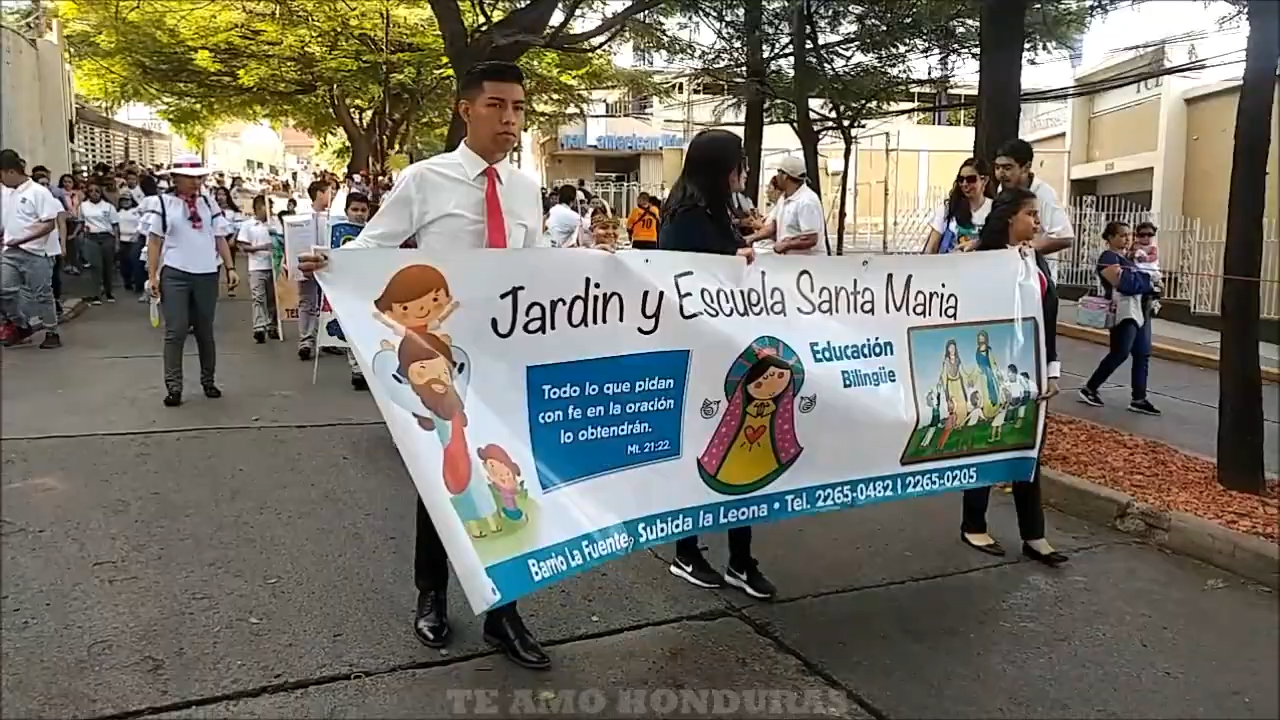 Jardin y Escuela Santa Maria
Todo lo que pidan
con fe en la oración
lo obtendrán.
Mt. 21:22
Educación
Bilingüe
Barrio La Fuente, Subida la Leona • Tel. 2265-0482 I 2265-0205
10
TE AMO HONDURAS